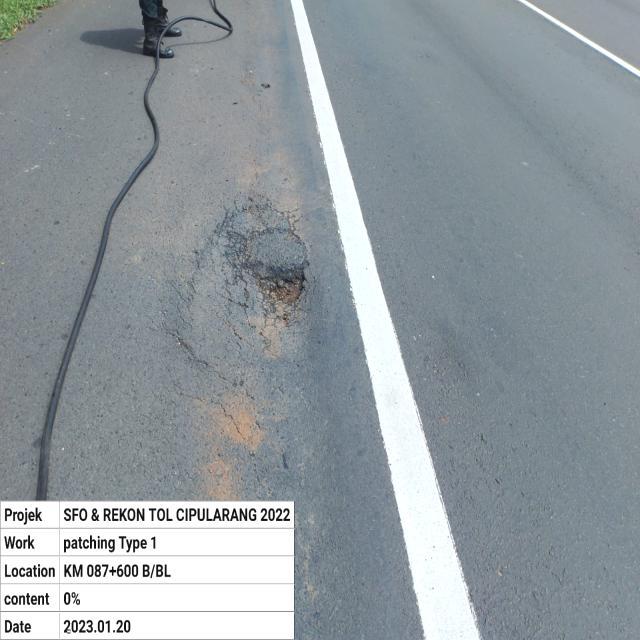 Projek SFO & REKON TOL CIPULARANG 2022
Work patching Type 1
Location KM 087+600 B/BL
content 0%
Date 2023.01.20